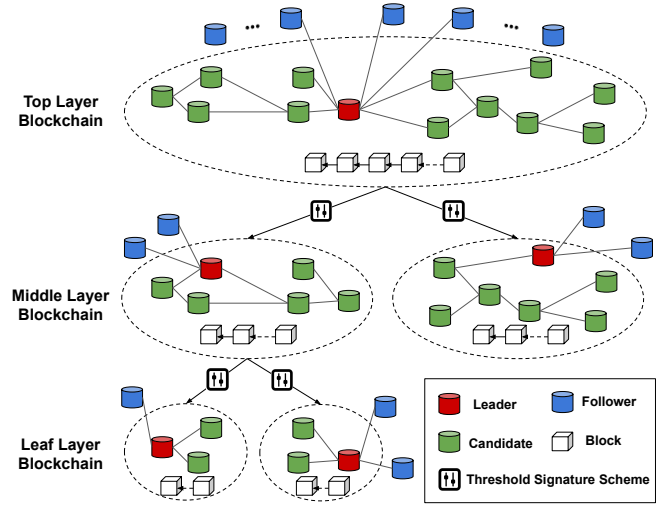 Top Layer
Blockchain
Middle Layer
Blockchain
Leaf Layer
Blockchain
Leader
Follower
Candidate
Block
Threshold Signature Scheme